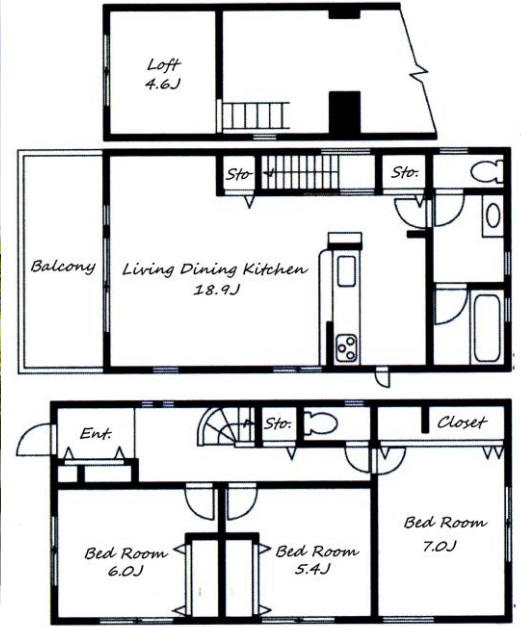 Loft
4.6J
Sto
Sto.
Balcony
Living Dining Kitchen
18.9J
Ent.
Sto.
Closet
Bed Room
6.0J
Bed Room
5.4J
Bed Room
7.0J